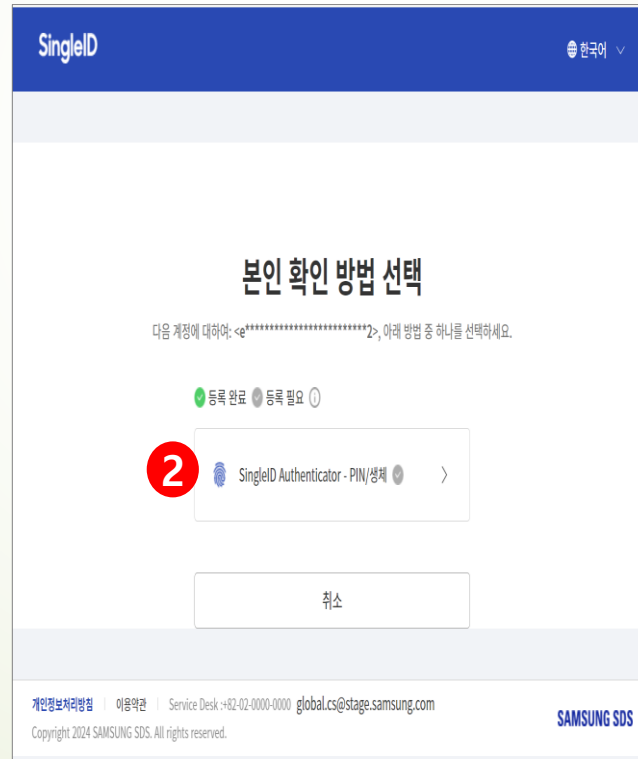 SingleID
한국어
본인 확인 방법 선택
다음 계정에 대하여: <e*************************2>, 아래 방법 중 하나를 선택하세요.
등록 완료 등록 필요
2
SingleID Authenticator - PIN/생체
취소
개인정보처리방침 이용약관 Service Desk :+82-02-0000-0000 global.cs@stage.samsung.com
Copyright 2024 SAMSUNG SDS. All rights reserved.
SAMSUNG SDS